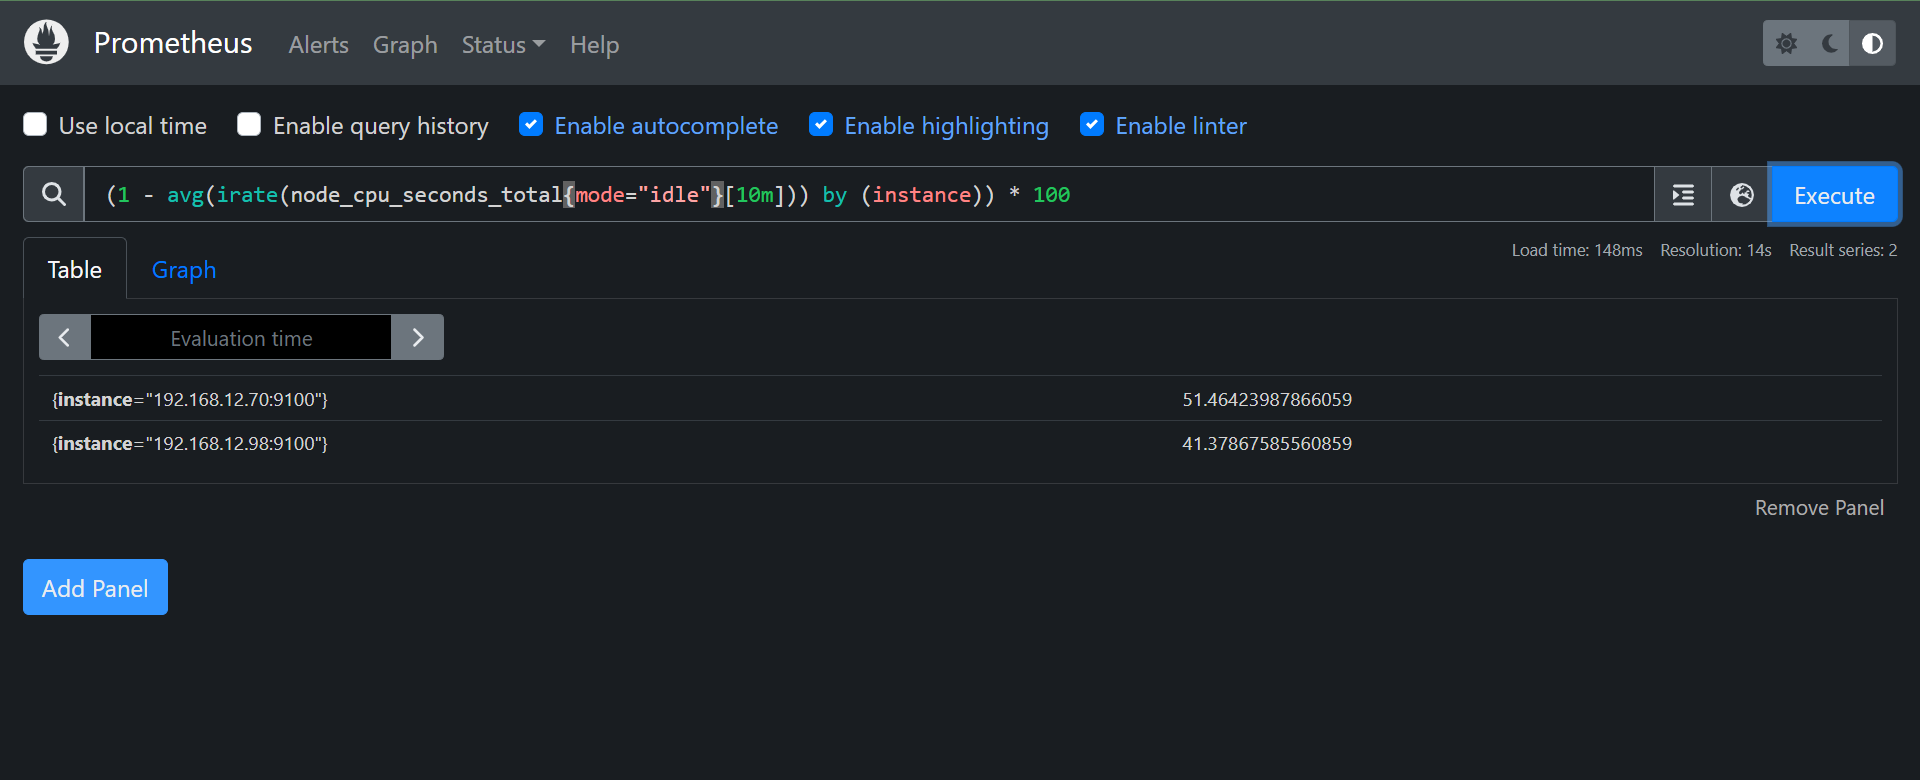 Prometheus Alerts Graph Status Help
Use local time Enable query history Enable autocomplete Enable highlighting Enable linter
(1 - avg(irate(node_cpu_seconds_total{mode="idle"}[10m])) by (instance)) * 100 Execute
Load time: 148ms Resolution: 14s Result series: 2
Table Graph
Evaluation time
{instance="192.168.12.70:9100"} 51.46423987866059
{instance="192.168.12.98:9100"} 41.37867585560859
Remove Panel
Add Panel